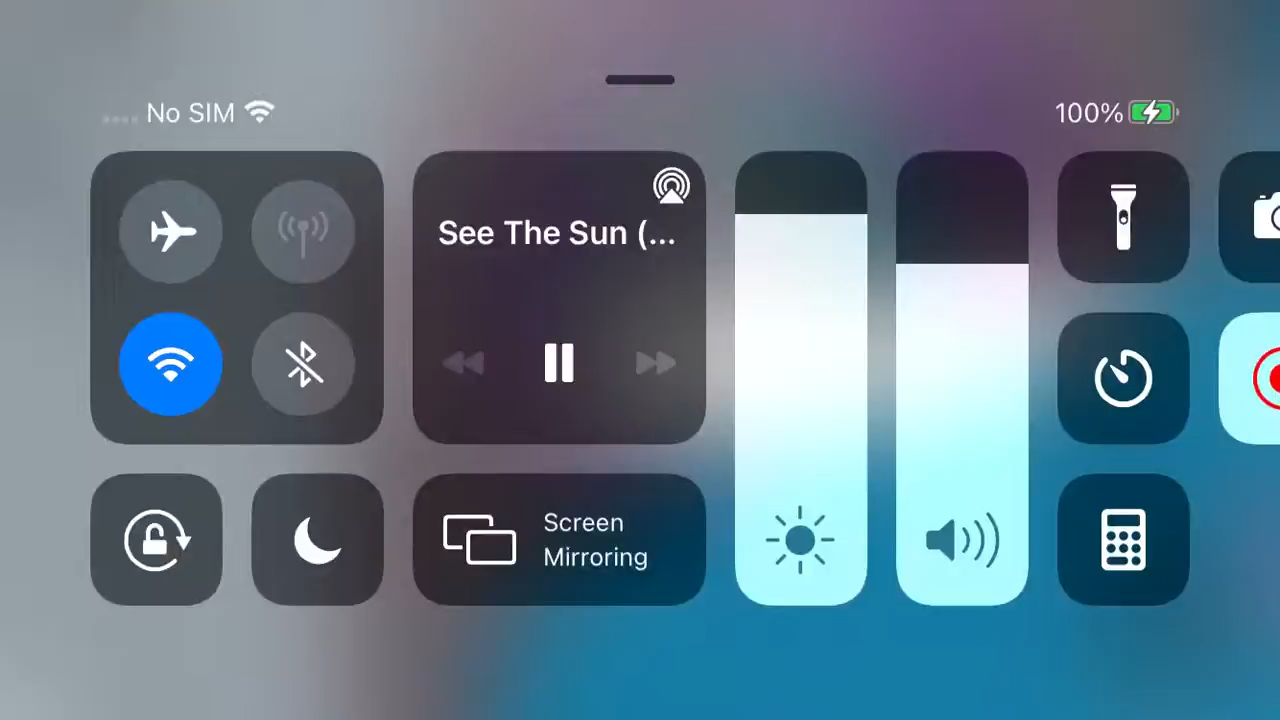 No SIM
100%
See The Sun (...
Screen
Mirroring